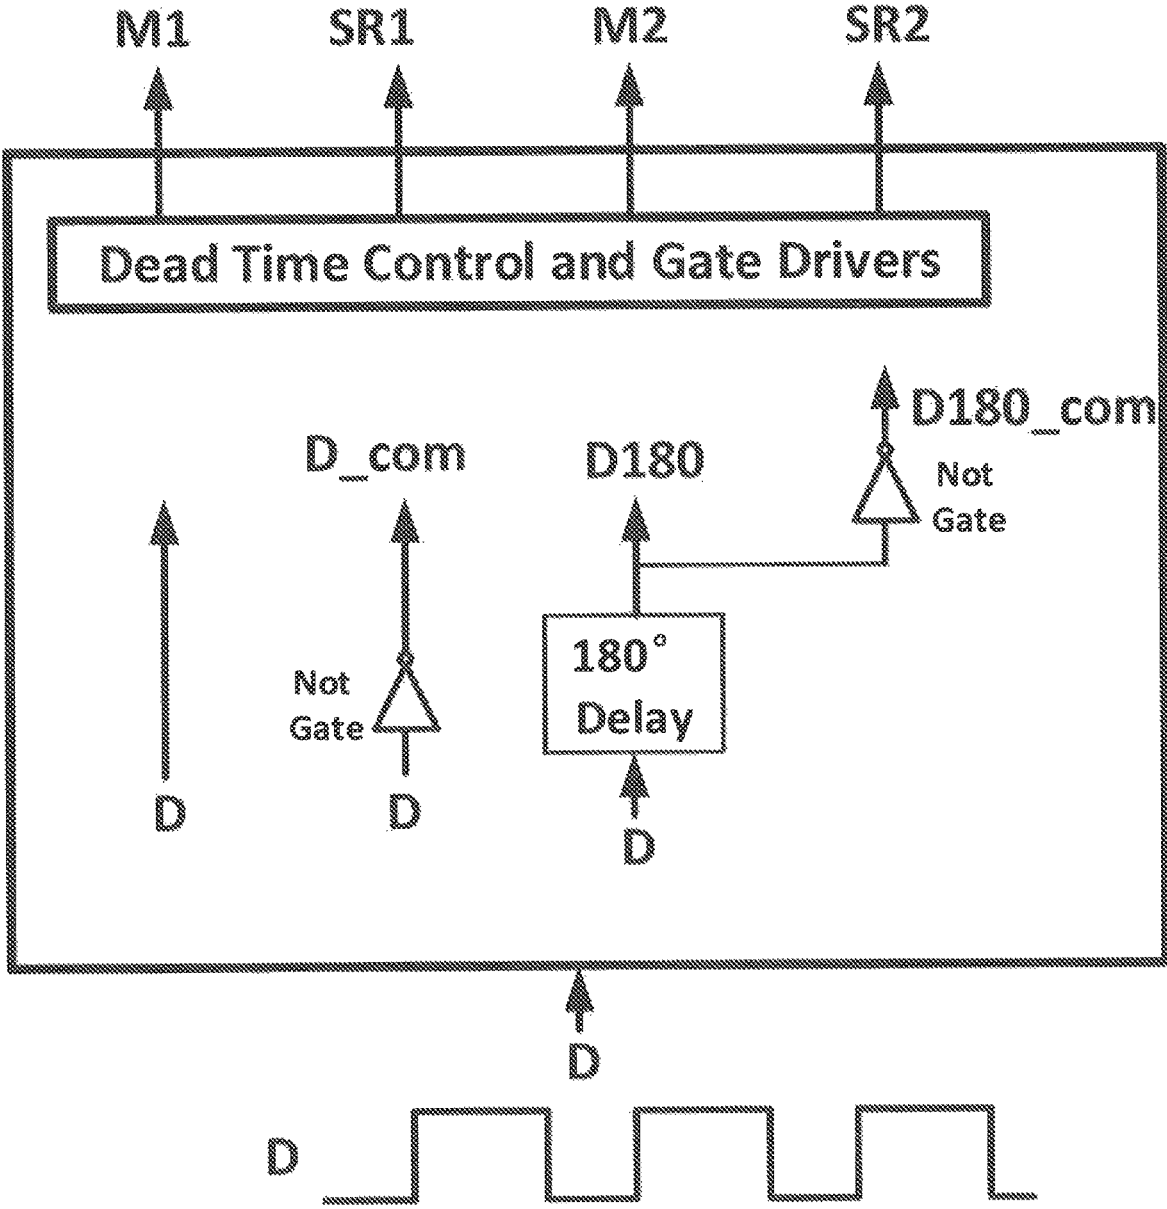 M1 SR1 M2 SR2
Dead Time Control and Gate Drivers
D180_com
D_com D180
Not
Gate
180°
Delay
Not
Gate
D D D
D
D